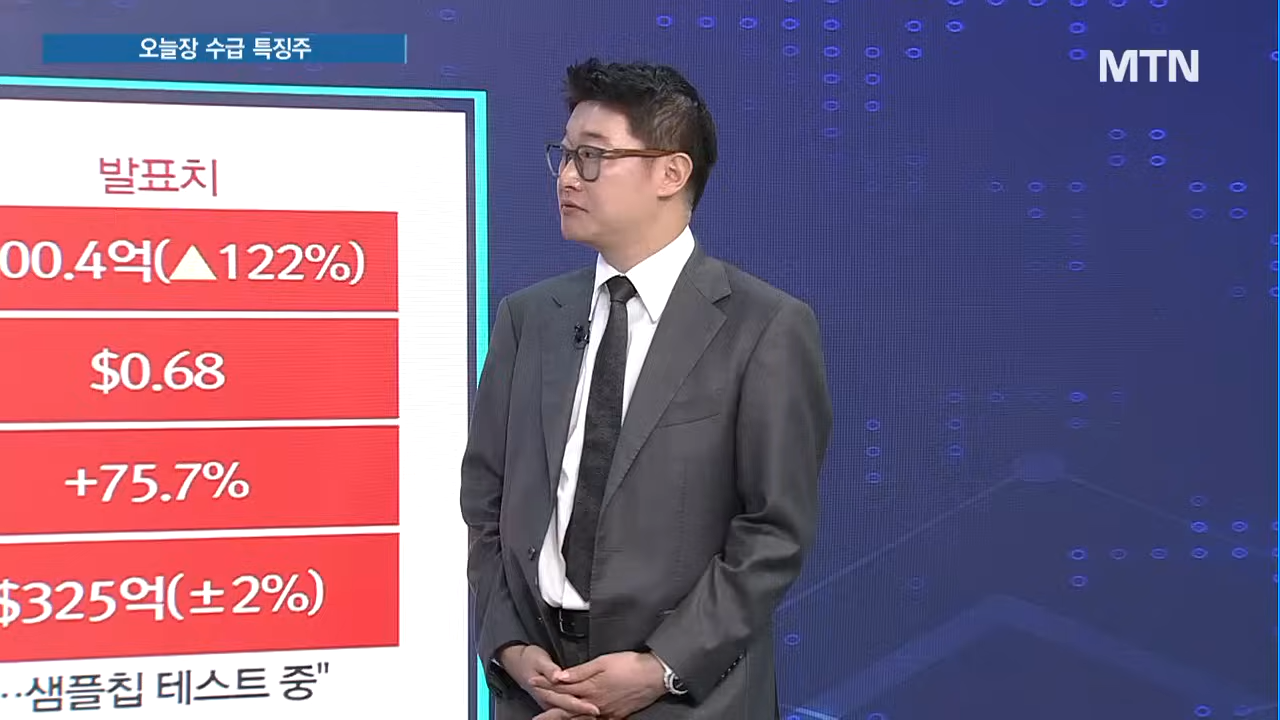 오늘장 수급 특징주
MTN
발표치
00.4억(▲122%)
$0.68
+75.7%
$325억(±2%)
··샘플칩 테스트 중"